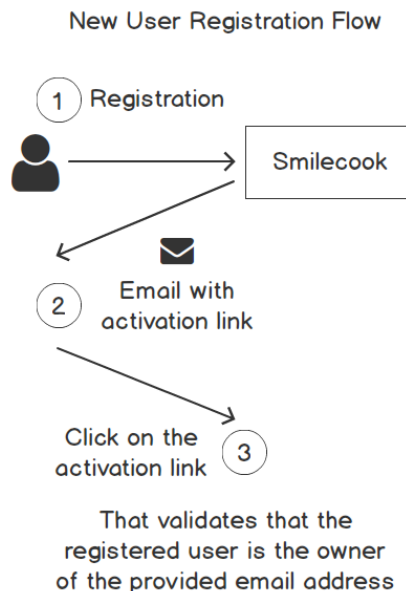 New User Registration Flow
1 Registration
Smilecook
2
Email with
activation link
Click on the
activation link
3
That validates that the
registered user is the owner
of the provided email address